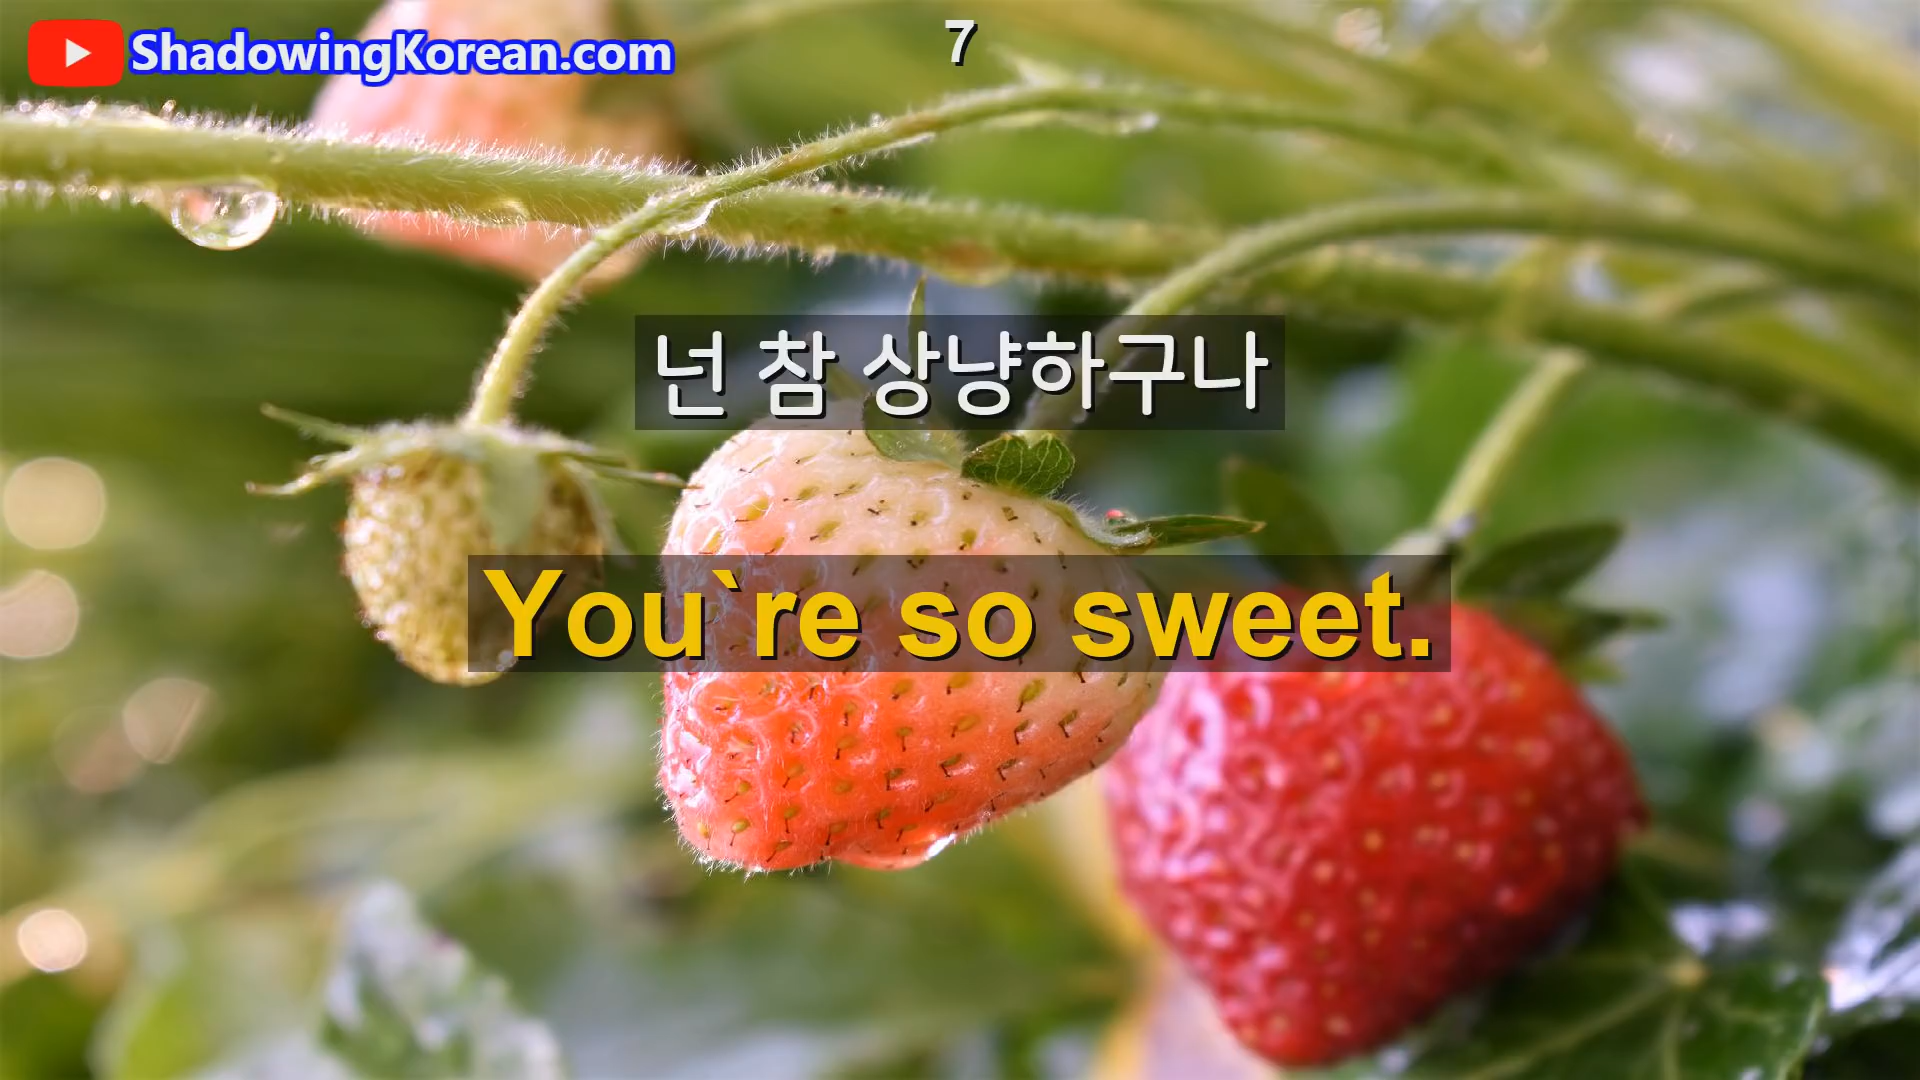 ShadowingKorean.com
7
넌 참 상냥하구나
You`re so sweet.